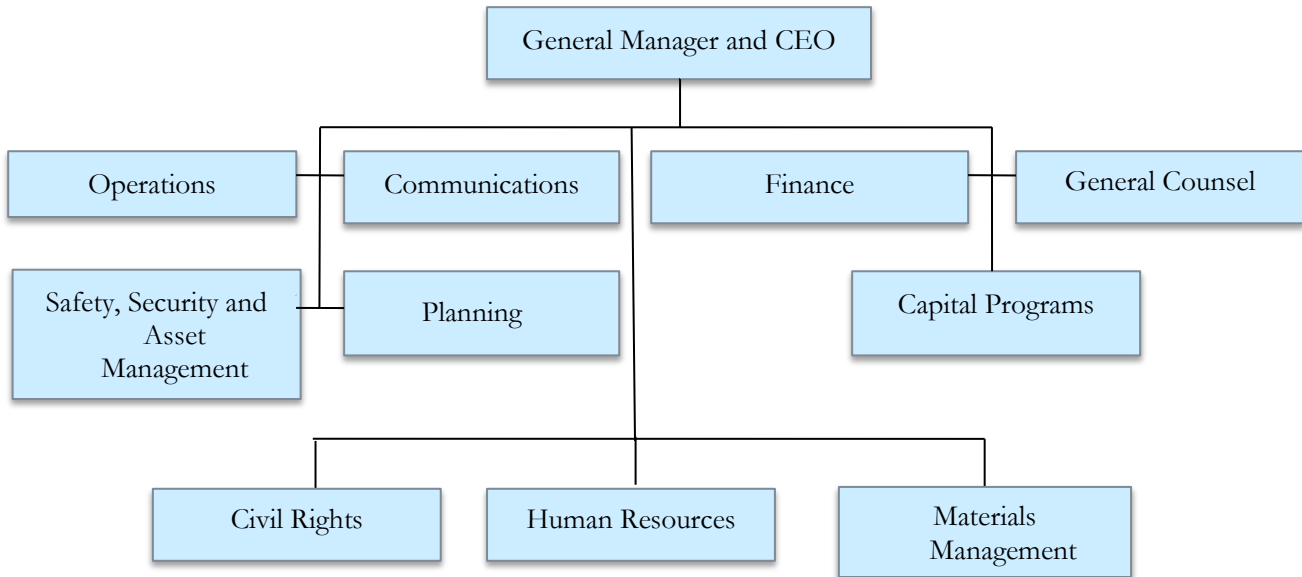 General Manager and CEO
Operations
Communications
Finance
General Counsel
Safety, Security and
Asset
Management
Planning
Capital Programs
Civil Rights
Human Resources
Materials
Management